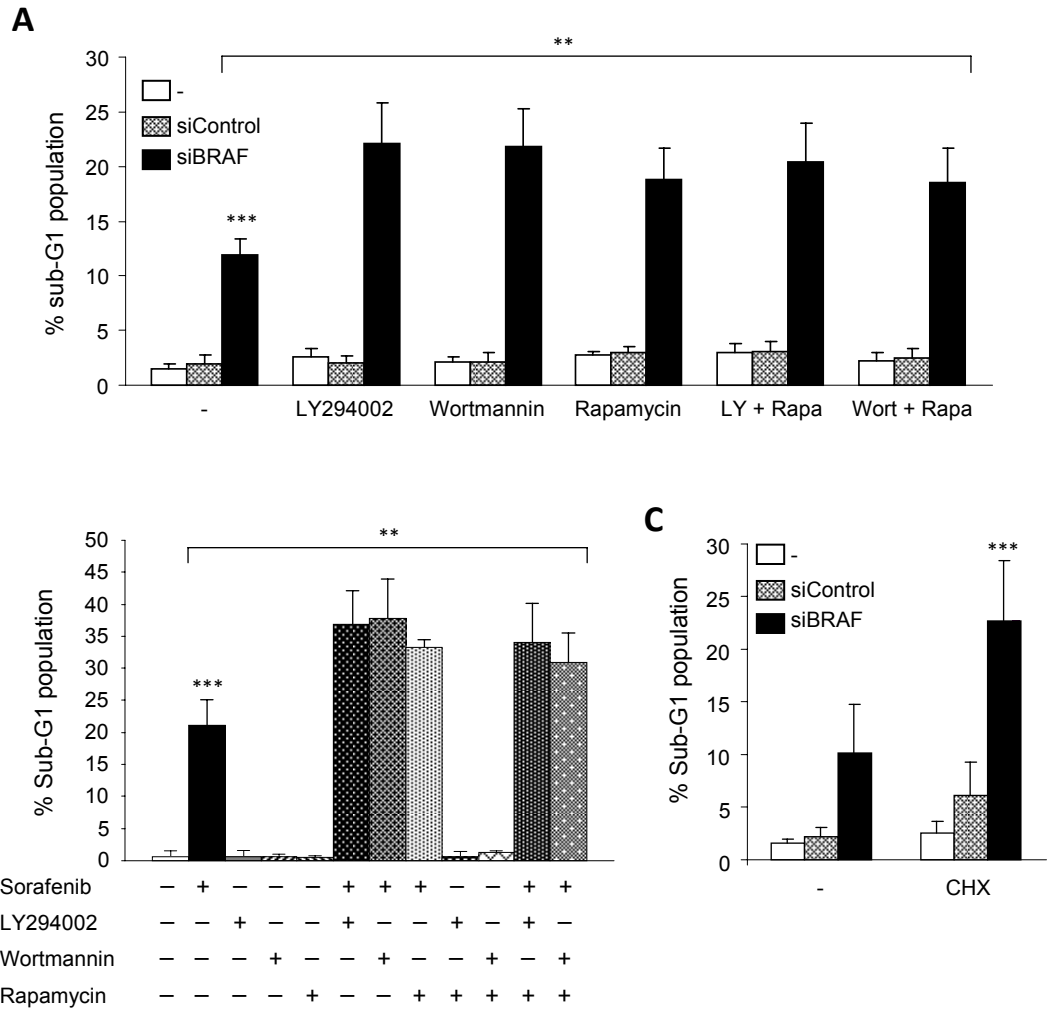 A
**
30
25
20
15
10
5
0
% sub-G1 population
-
siControl
siBRAF
***
- LY294002 Wortmannin Rapamycin LY + Rapa Wort + Rapa
**
50
45
40
35
30
25
20
15
10
5
0
% Sub-G1 population
***
Sorafenib – + – – – + + + – – + +
LY294002 – – + – – + – – + – + –
Wortmannin – – – + – – + – – + – +
Rapamycin – – – – + – – + + + + +
C
30
25
20
15
10
5
0
% Sub-G1 population
-
siControl
siBRAF
***
- CHX